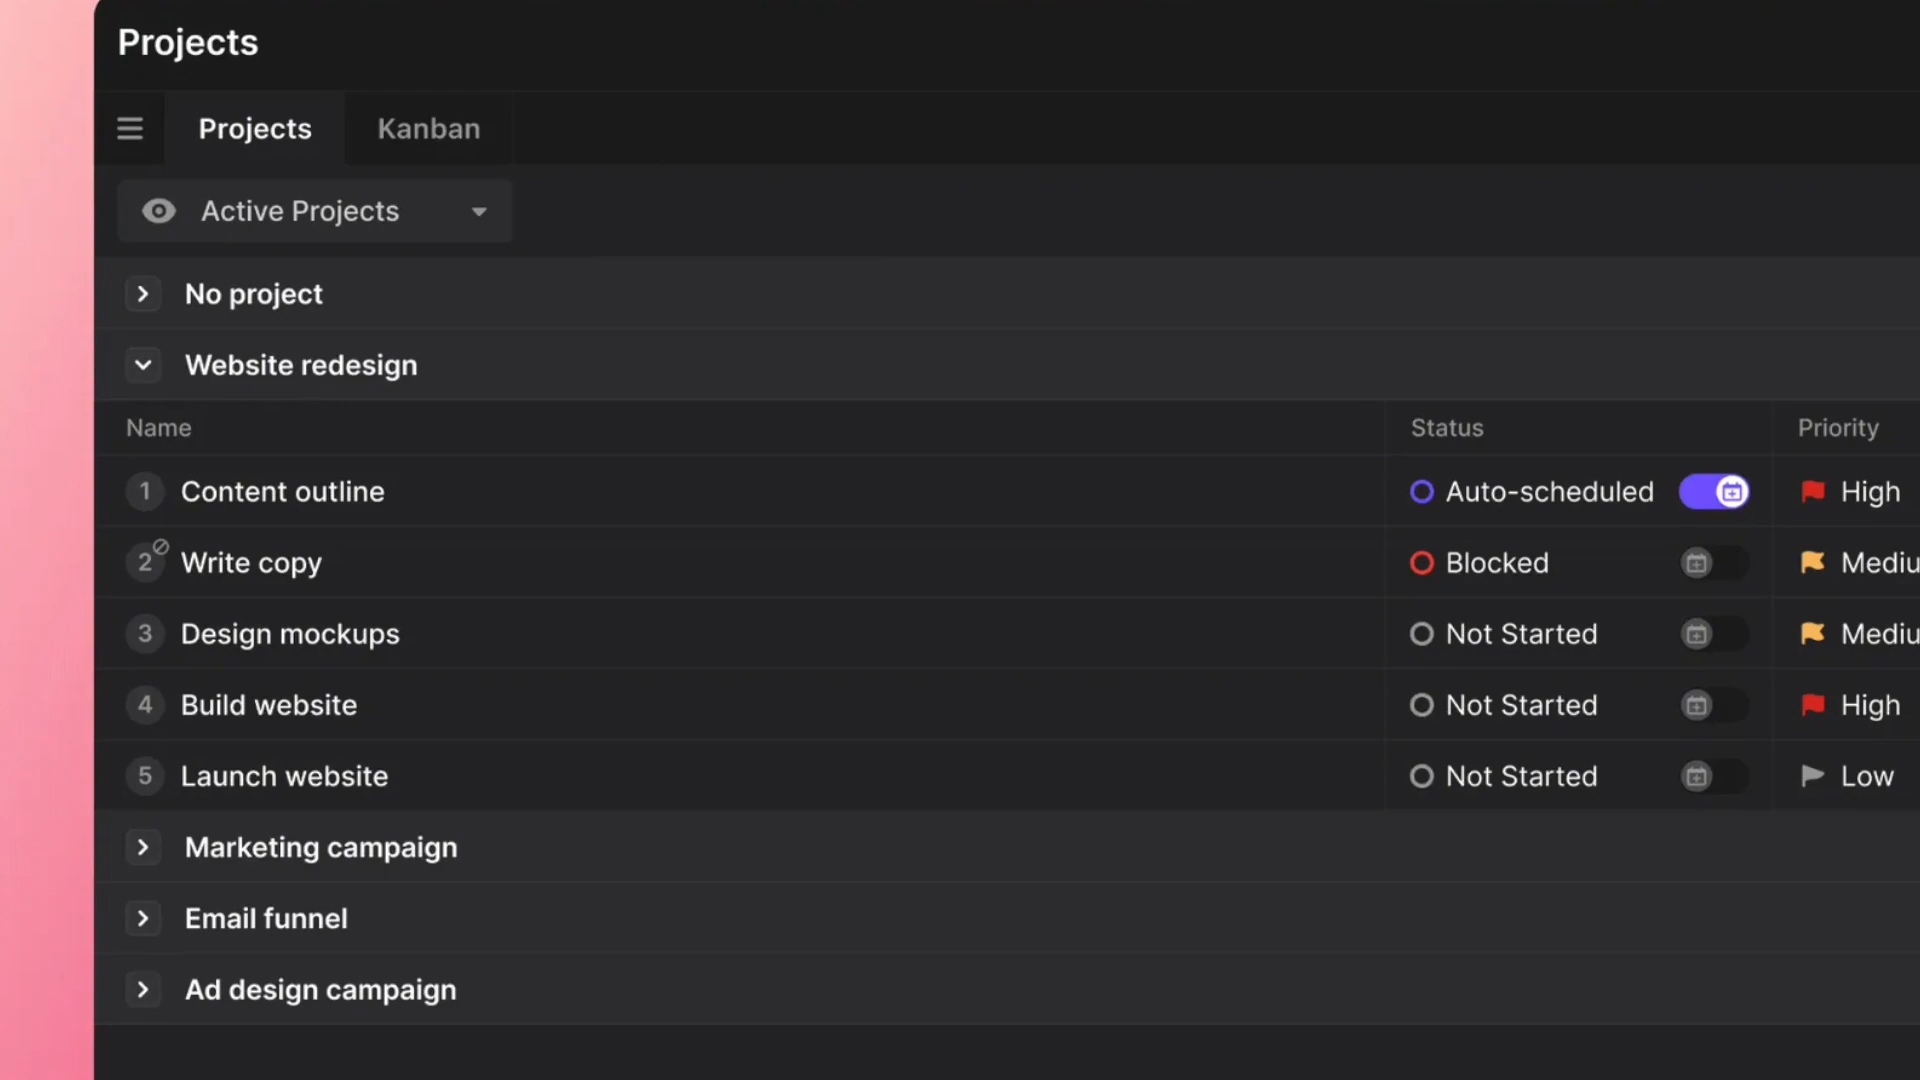 Projects
Projects Kanban
Active Projects
No project
Website redesign
Name Status Priority
1 Content outline Auto-scheduled High
2 Write copy Blocked Mediu
3 Design mockups Not Started Mediu
4 Build website Not Started High
5 Launch website Not Started Low
Marketing campaign
Email funnel
Ad design campaign